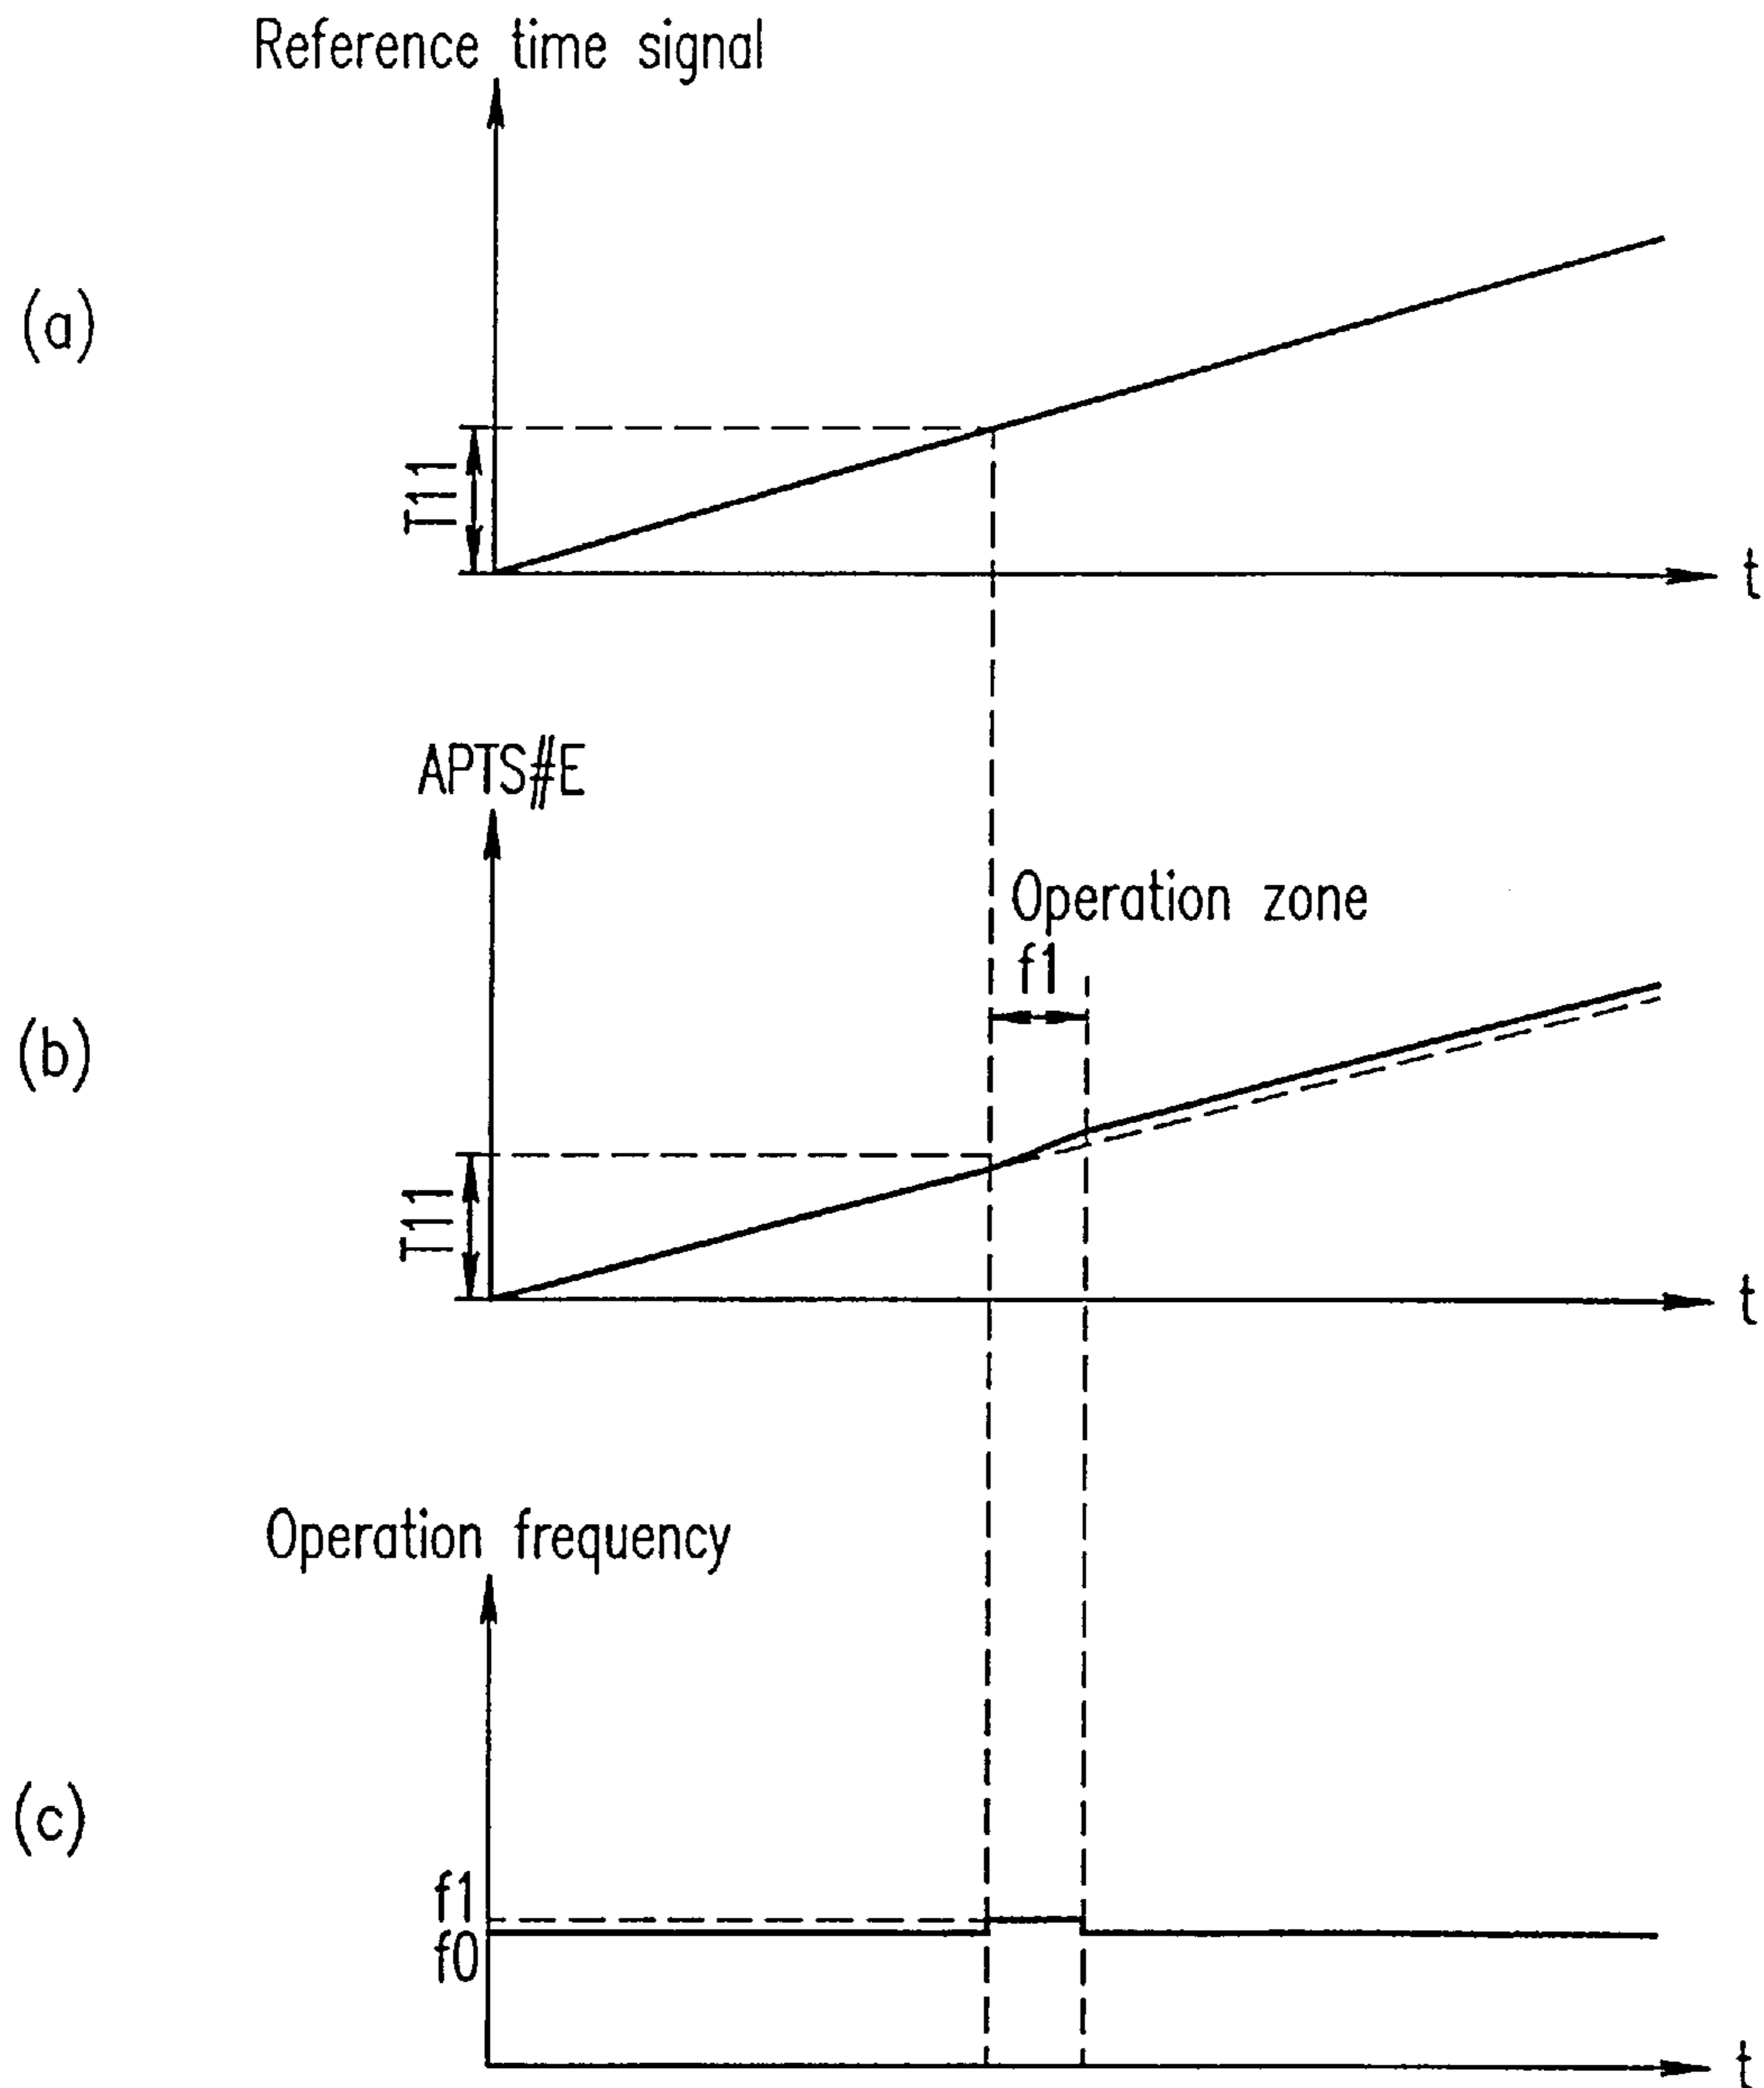 Reference time signal
(a)
T11
t
APTS#E
Operation zone
f1
(b)
T11
t
Operation frequency
(c)
f1
f0
t